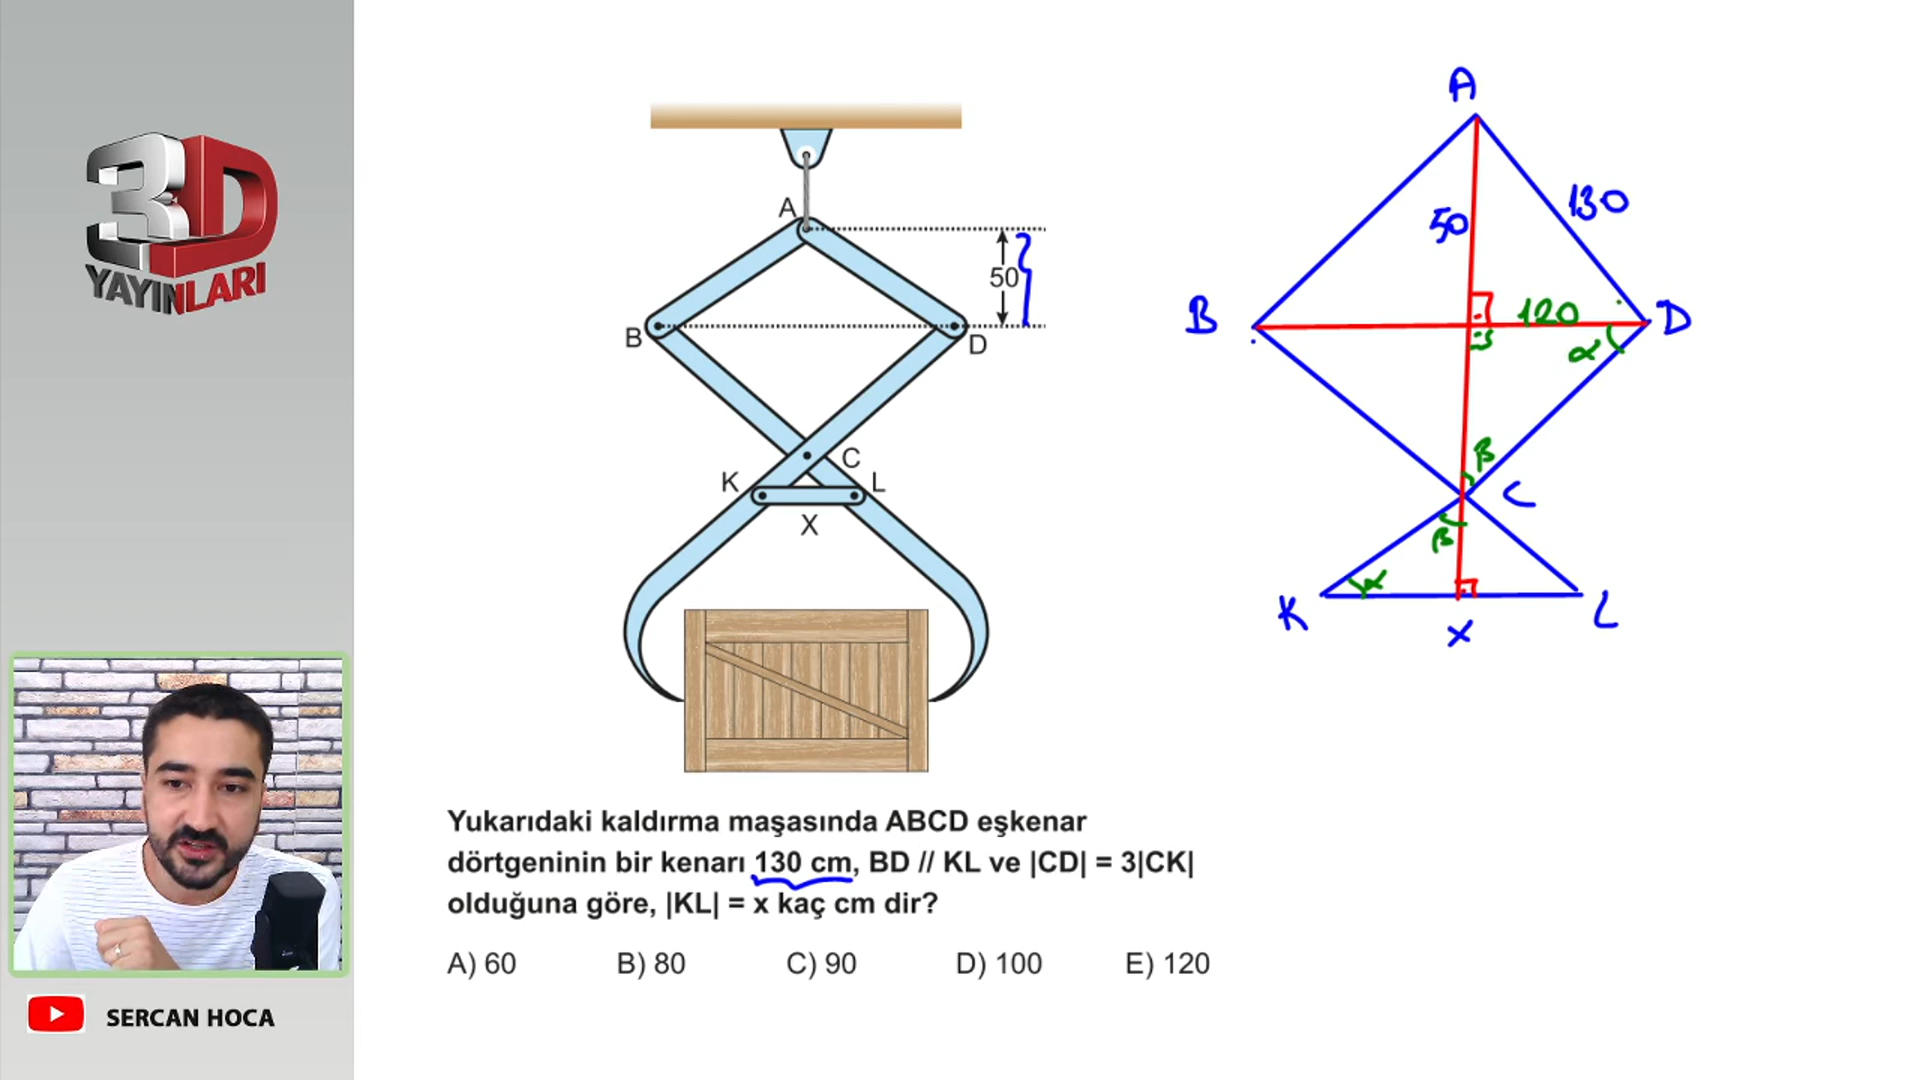 3D
YAYINLARI
A
50
B
D
C
K
L
X
A
50
130
B
120
D
α
β
C
β
α
K
x
L
Yukarıdaki kaldırma maşasında ABCD eşkenar
dörtgeninin bir kenarı 130 cm, BD // KL ve |CD| = 3|CK|
olduğuna göre, |KL| = x kaç cm dir?
A) 60 B) 80 C) 90 D) 100 E) 120
SERCAN HOCA